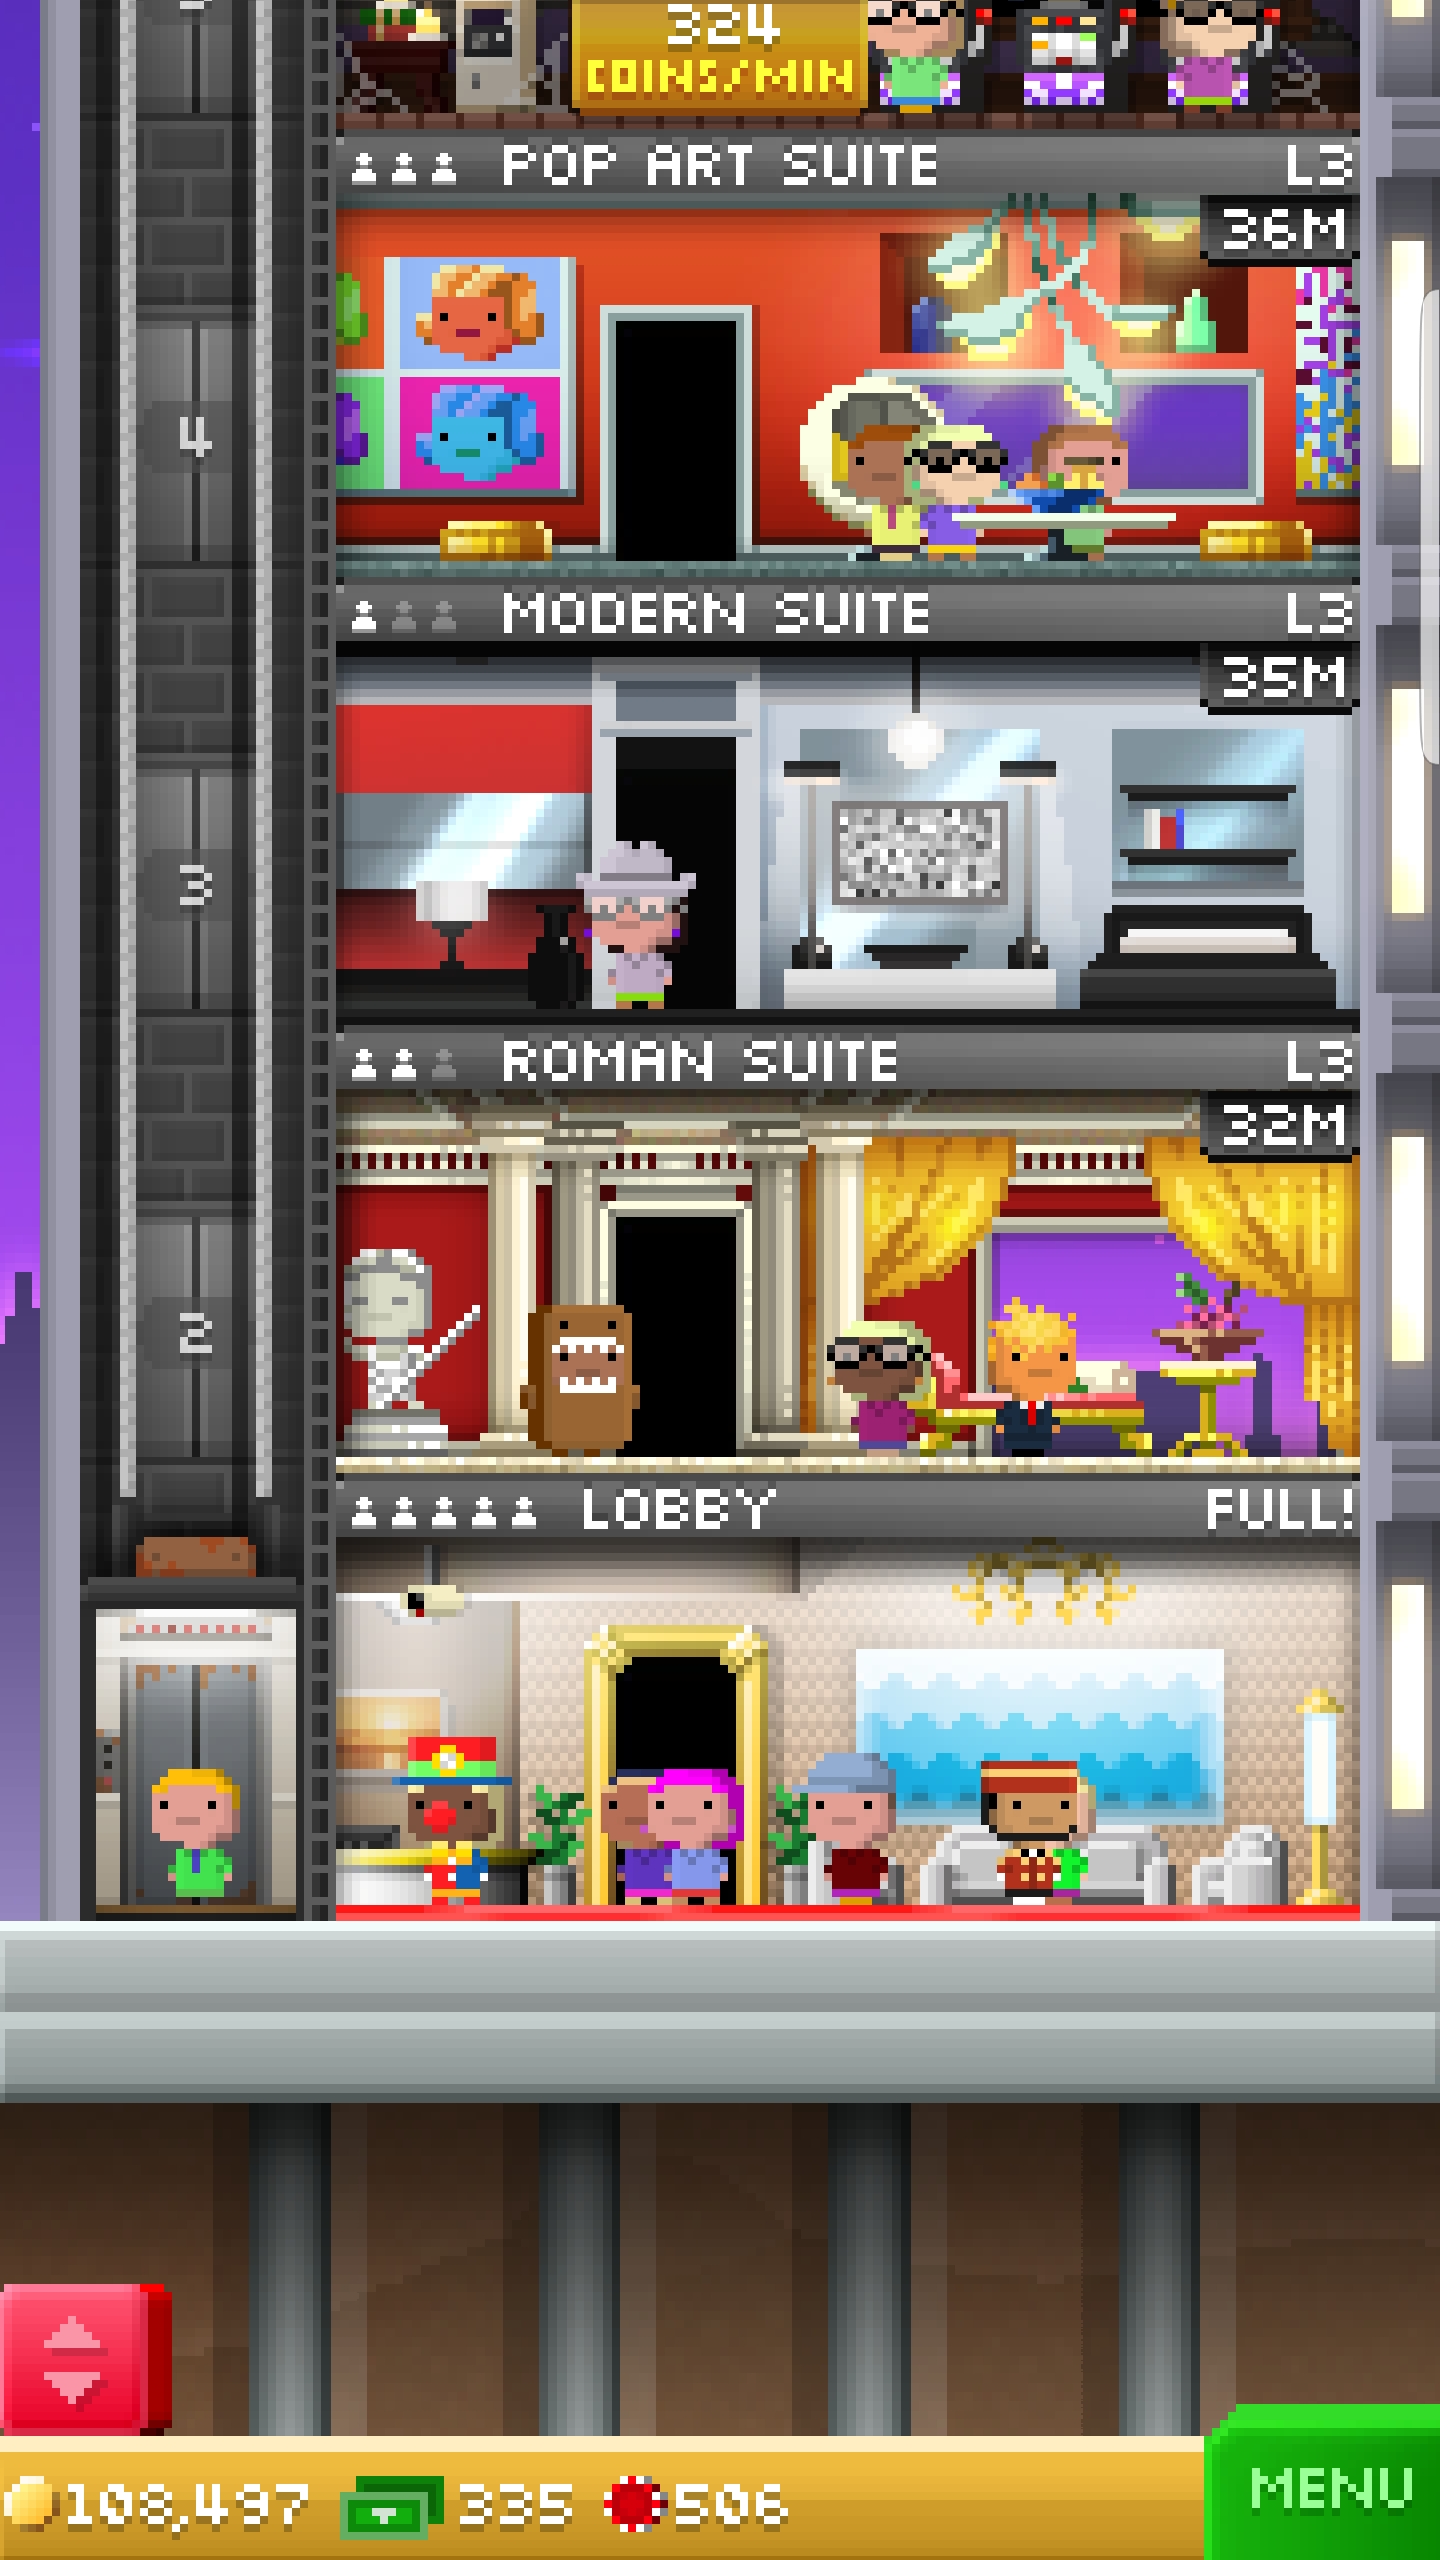 324
COINS/MIN
POP ART SUITE L3
36M
4
MODERN SUITE L3
35M
3
ROMAN SUITE L3
32M
2
LOBBY FULL!
108,497 335 506
MENU